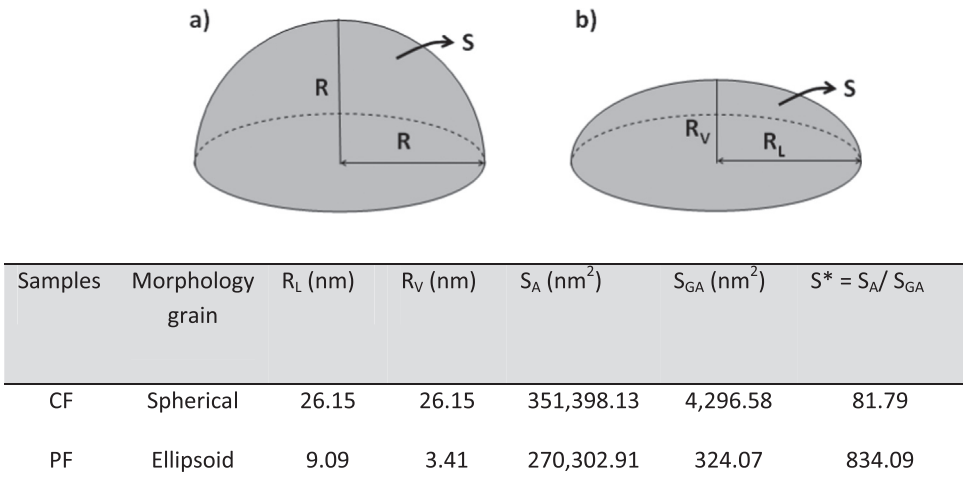 a)
S
R
R
b)
S
R_V
R_L
Samples Morphology grain R_L (nm) R_V (nm) S_A (nm²) S_GA (nm²) S* = S_A/ S_GA
CF Spherical 26.15 26.15 351,398.13 4,296.58 81.79
PF Ellipsoid 9.09 3.41 270,302.91 324.07 834.09